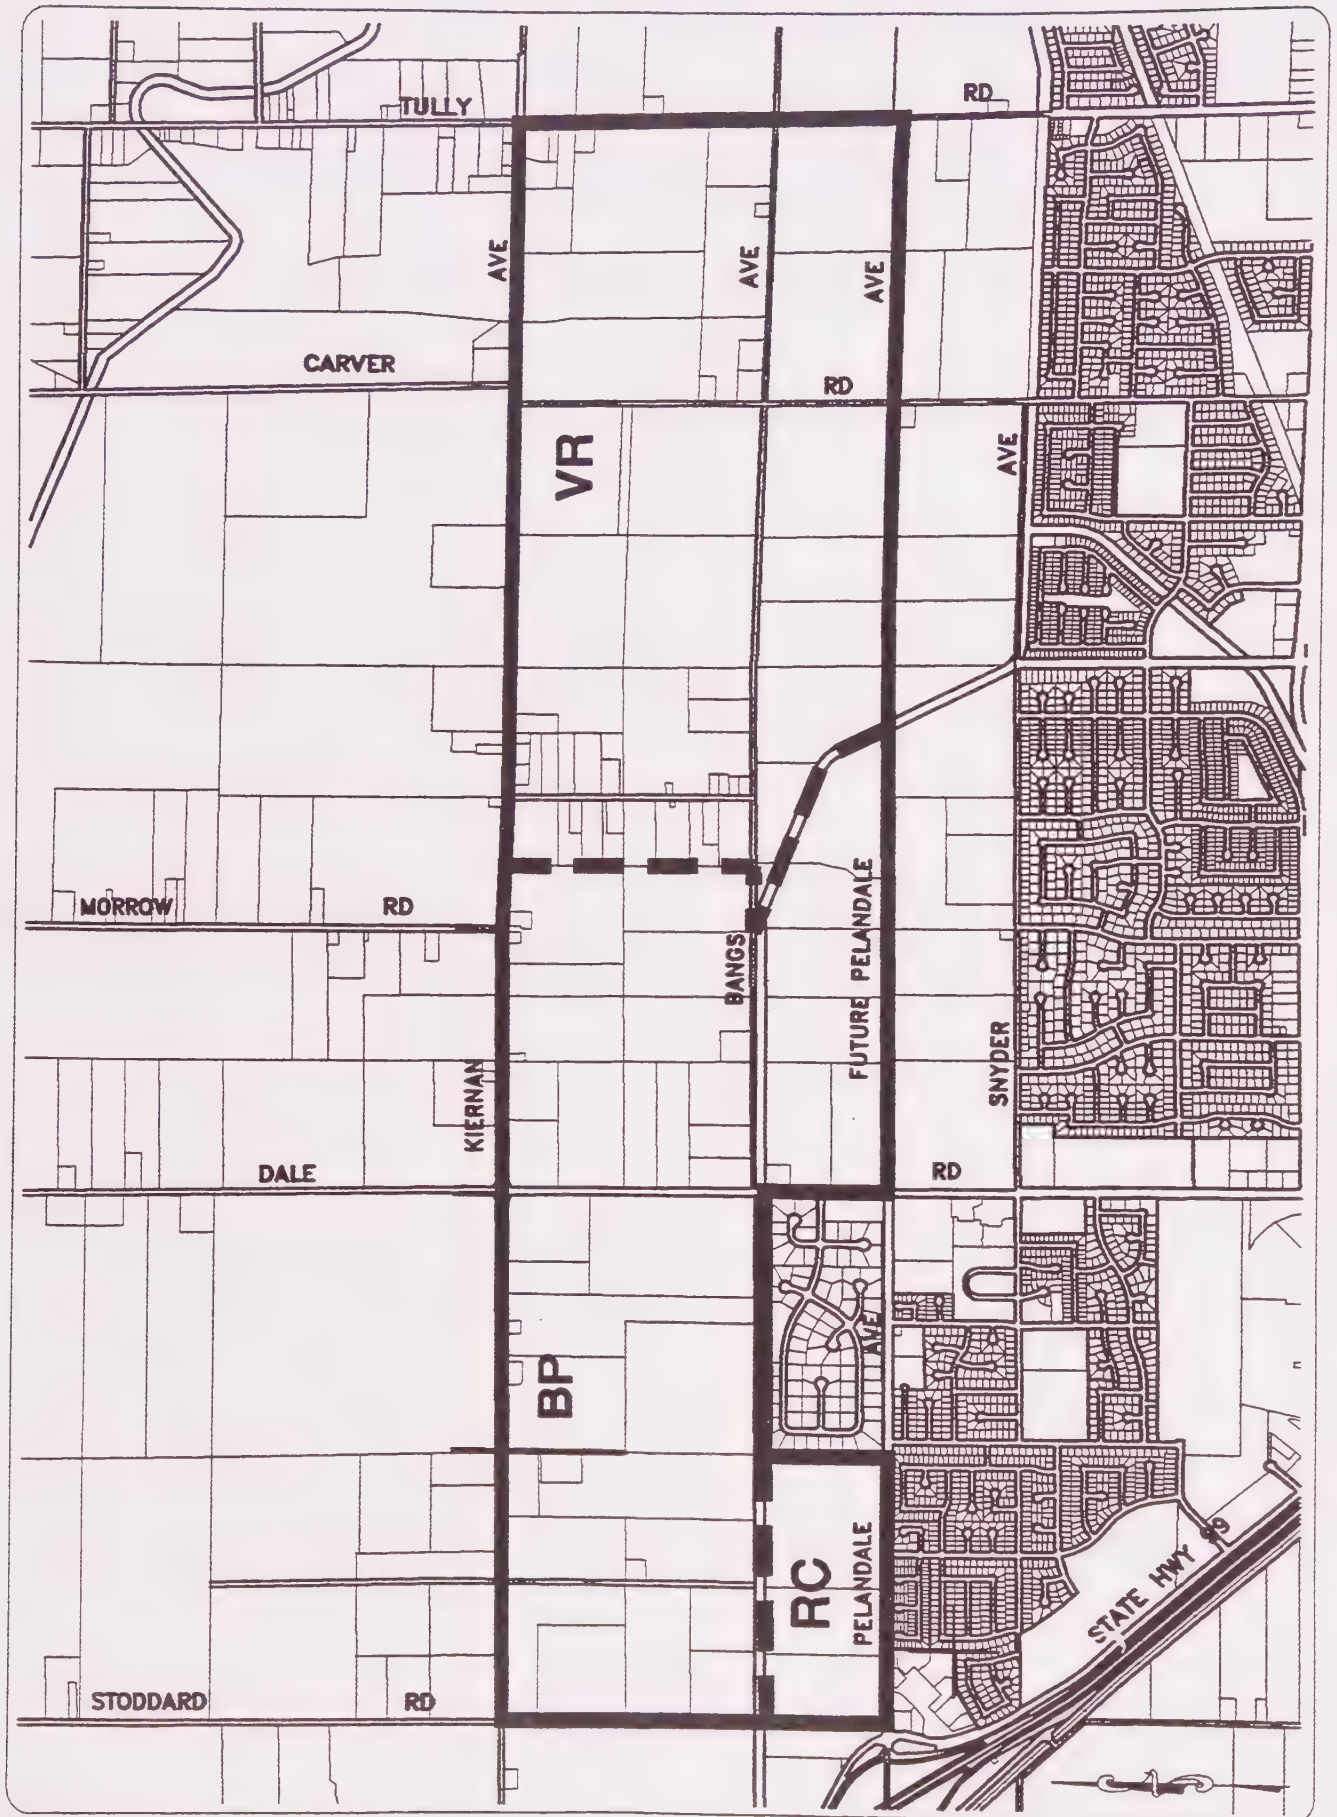 TULLY RD
AVE
AVE
AVE
CARVER RD
VR
AVE
MORROW RD
BANGS
FUTURE PELANDALE
KIERNAN
SNYDER
DALE RD
AVE
BP
RC
PELANDALE
STATE HWY 99
STODDARD RD